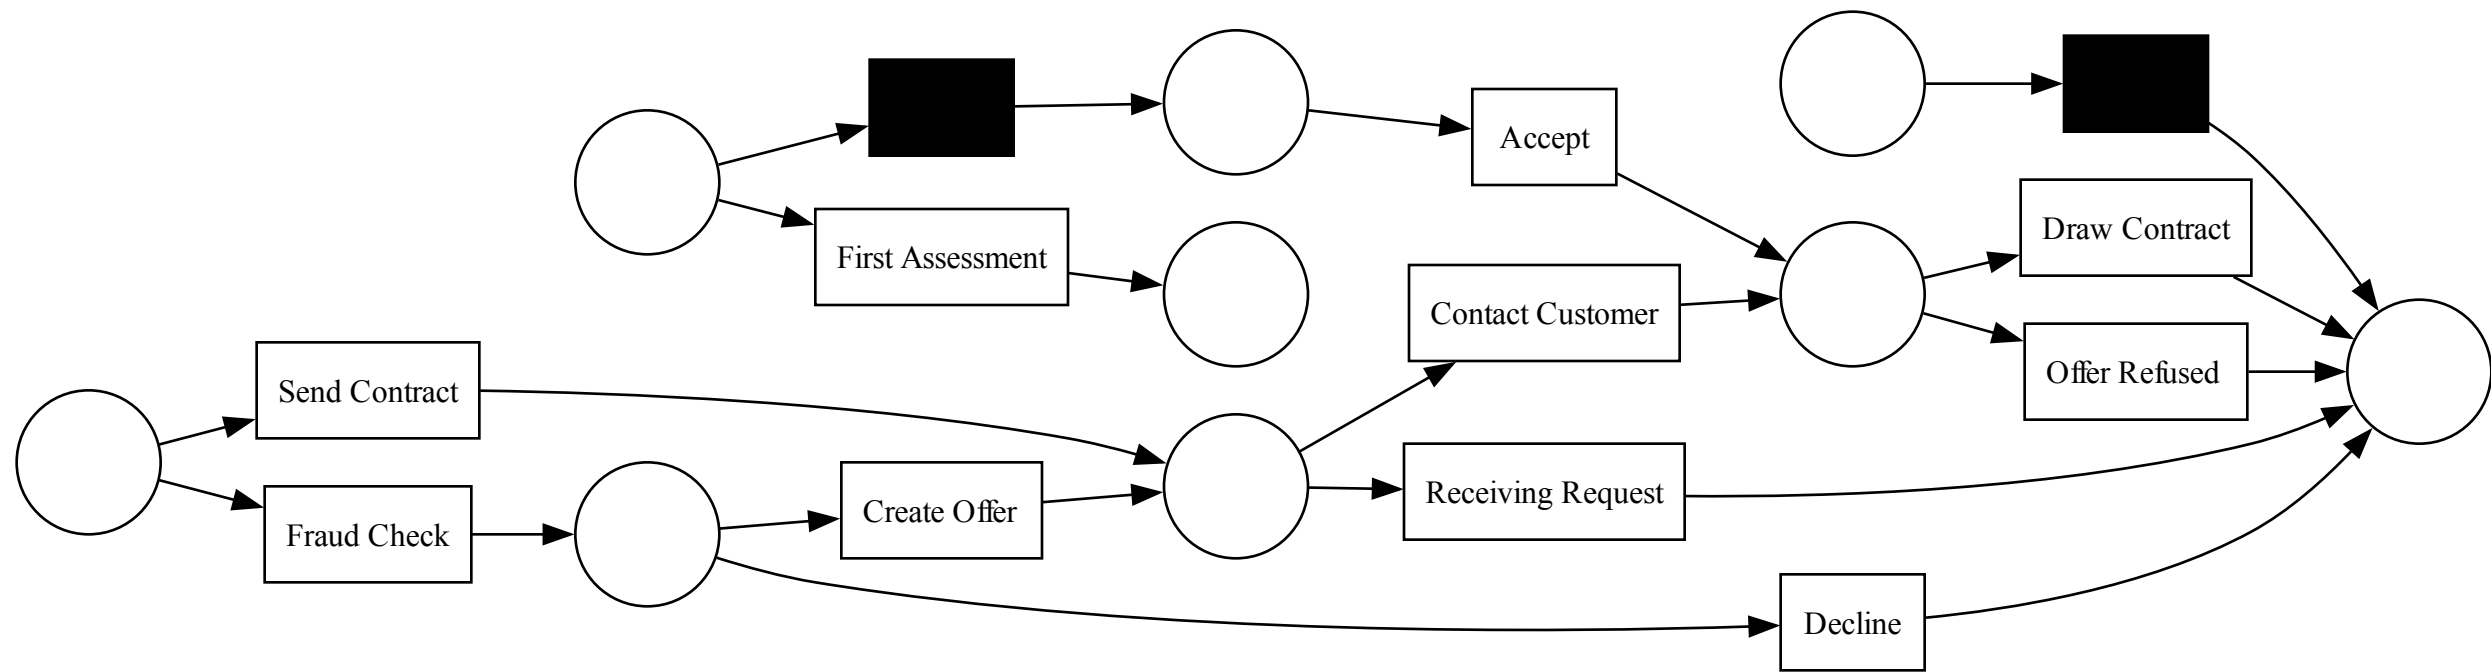 Accept
Draw Contract
First Assessment
Contact Customer
Offer Refused
Send Contract
Receiving Request
Create Offer
Fraud Check
Decline